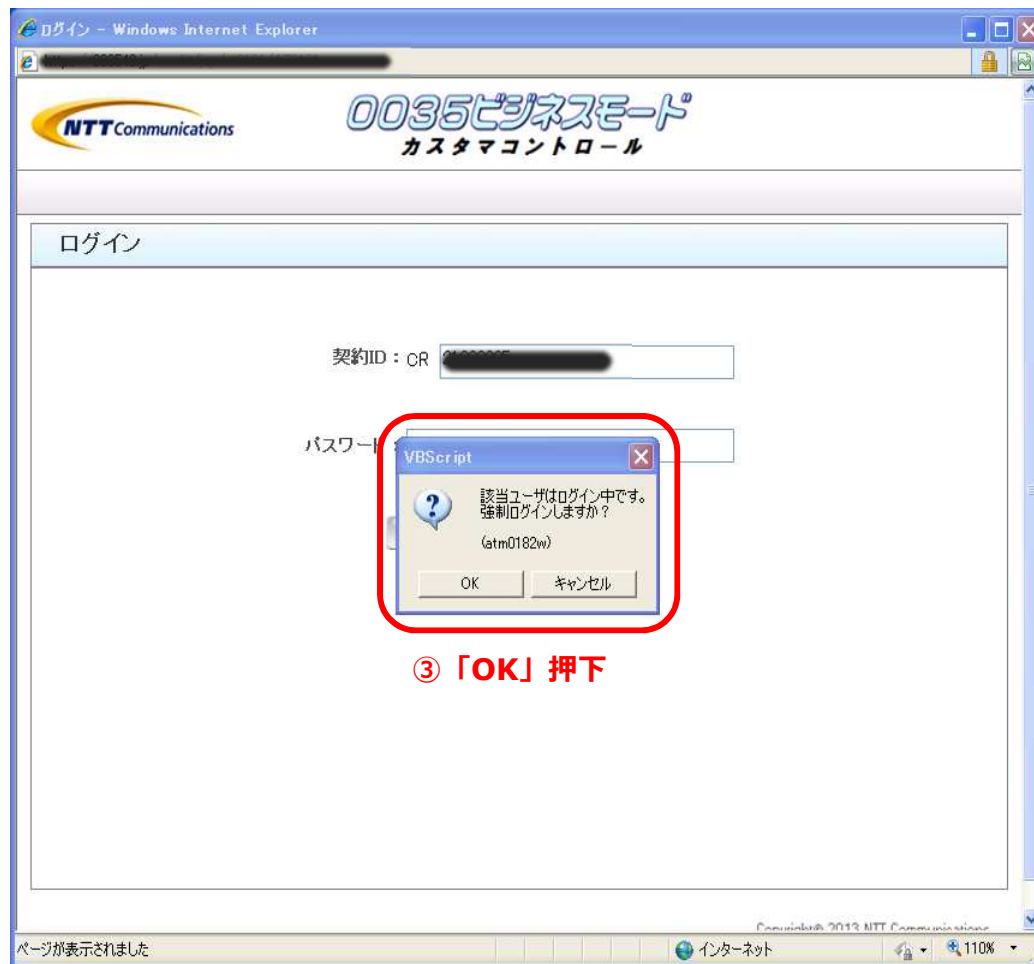 ログイン - Windows Internet Explorer
NTT Communications
0035ビジネスモード
カスタマコントロール
ログイン
契約ID：CR
パスワード：
VBScript
該当ユーザはログイン中です。
強制ログインしますか？
(atm0182w)
OK
キャンセル
③「OK」押下
Copyright© 2013 NTT Communications
ページが表示されました
インターネット
110%